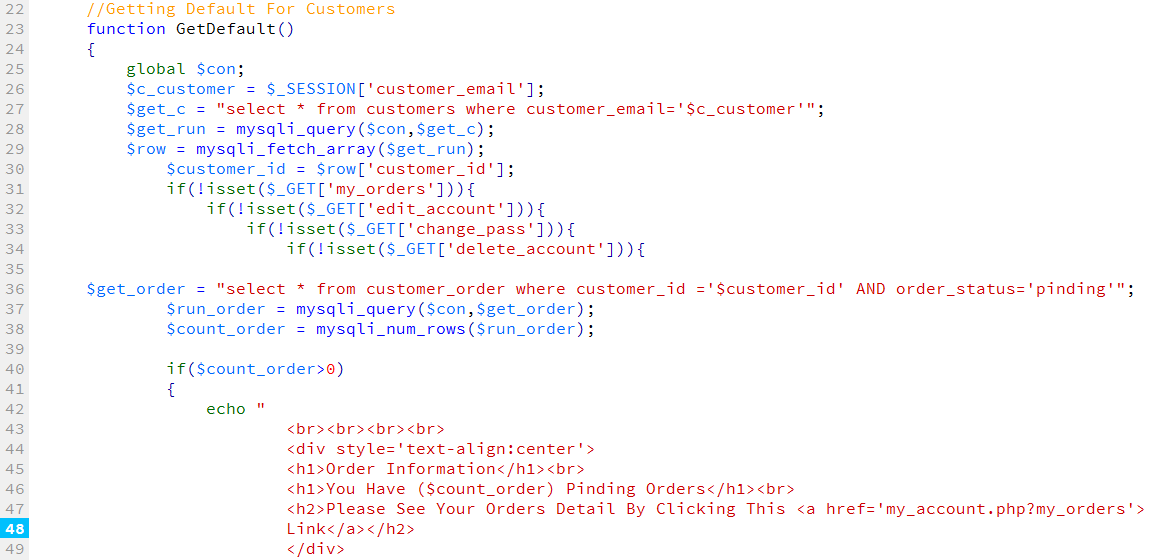 22 //Getting Default For Customers
23 function GetDefault()
24 {
25 global $con;
26 $c_customer = $_SESSION['customer_email'];
27 $get_c = "select * from customers where customer_email='$c_customer'";
28 $get_run = mysqli_query($con,$get_c);
29 $row = mysqli_fetch_array($get_run);
30 $customer_id = $row['customer_id'];
31 if(!isset($_GET['my_orders'])){
32 if(!isset($_GET['edit_account'])){
33 if(!isset($_GET['change_pass'])){
34 if(!isset($_GET['delete_account'])){
35
36 $get_order = "select * from customer_order where customer_id ='$customer_id' AND order_status='pinding'";
37 $run_order = mysqli_query($con,$get_order);
38 $count_order = mysqli_num_rows($run_order);
39
40 if($count_order>0)
41 {
42 echo "
43 <br><br><br><br>
44 <div style='text-align:center'>
45 <h1>Order Information</h1><br>
46 <h1>You Have ($count_order) Pinding Orders</h1><br>
47 <h2>Please See Your Orders Detail By Clicking This <a href='my_account.php?my_orders'>
48 Link</a></h2>
49 </div>